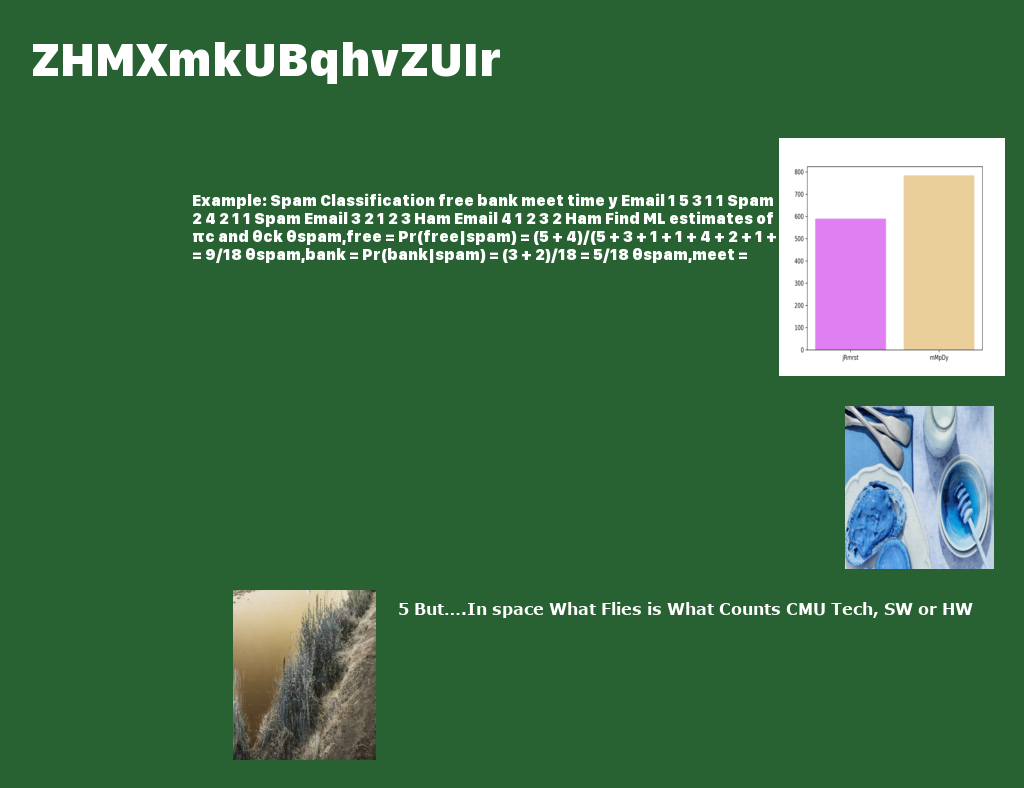 ZHMXmkUBqhvZUIr
Example: Spam Classification free bank meet time y Email 1 5 3 1 1 Spam
2 4 2 1 1 Spam Email 3 2 1 2 3 Ham Email 4 1 2 3 2 Ham Find ML estimates of
πc and θck θspam,free = Pr(free|spam) = (5 + 4)/(5 + 3 + 1 + 1 + 4 + 2 + 1 +
= 9/18 θspam,bank = Pr(bank|spam) = (3 + 2)/18 = 5/18 θspam,meet =
800
700
600
500
400
300
200
100
0
jRmrst mMpDy
5 But....In space What Flies is What Counts CMU Tech, SW or HW